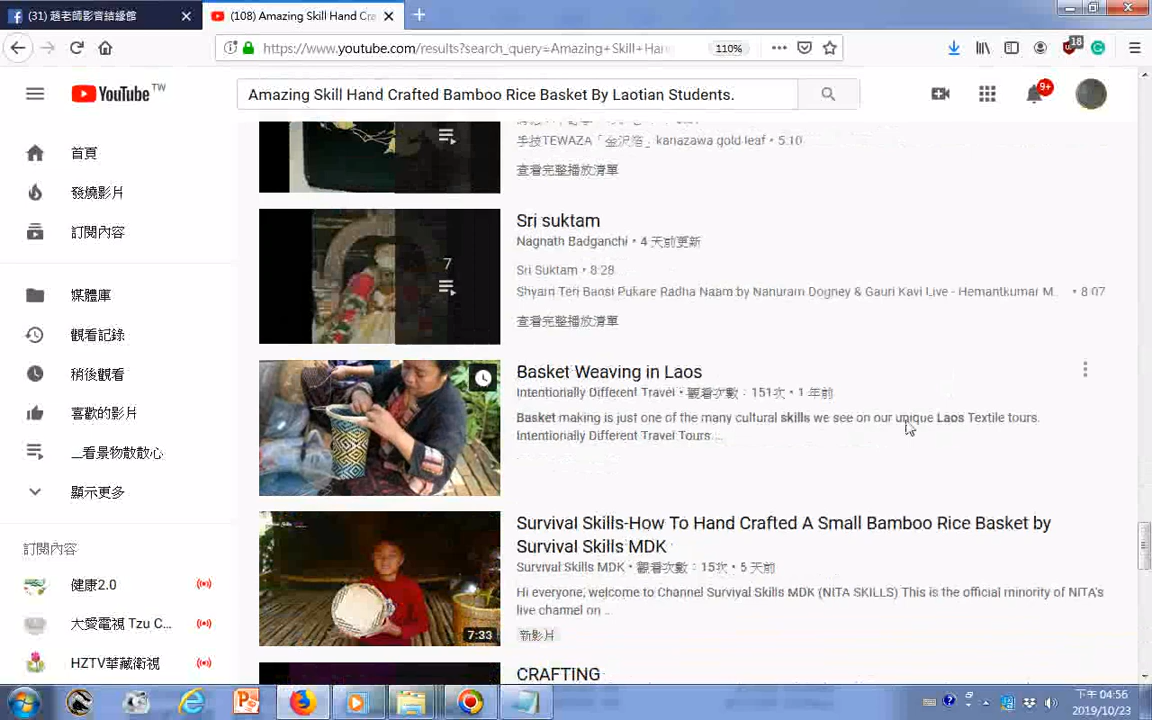 (31) 趙老師影音結緣館
(108) Amazing Skill Hand Cra
https://www.youtube.com/results?search_query=Amazing+Skill+Han
110%
18
YouTube TW
Amazing Skill Hand Crafted Bamboo Rice Basket By Laotian Students.
9+
首頁
發燒影片
訂閱內容
媒體庫
觀看記錄
稍後觀看
喜歡的影片
二看景物散散心
顯示更多
訂閱內容
健康2.0
大愛電視 Tzu C...
HZTV華藏衛視
手技TEWAZA「金沢箔」kanazawa gold leaf • 5:10
查看完整播放清單
7
Sri suktam
Nagnath Badganchi • 4 天前更新
Sri Suktam • 8:28
Shyam Teri Bansi Pukare Radha Naam by Nanuram Dogney & Gauri Kavi Live - Hemantkumar M... • 8:07
查看完整播放清單
Basket Weaving in Laos
Intentionally Different Travel • 觀看次數：151次 • 1 年前
Basket making is just one of the many cultural skills we see on our unique Laos Textile tours.
Intentionally Different Travel Tours ...
Survival Skills-How To Hand Crafted A Small Bamboo Rice Basket by
Survival Skills MDK
Survival Skills MDK • 觀看次數：15次 • 5 天前
Hi everyone, welcome to Channel Survival Skills MDK (NITA SKILLS) This is the official minority of NITA's
live channel on ...
新影片
7:33
CRAFTING
下午 04:56
2019/10/23